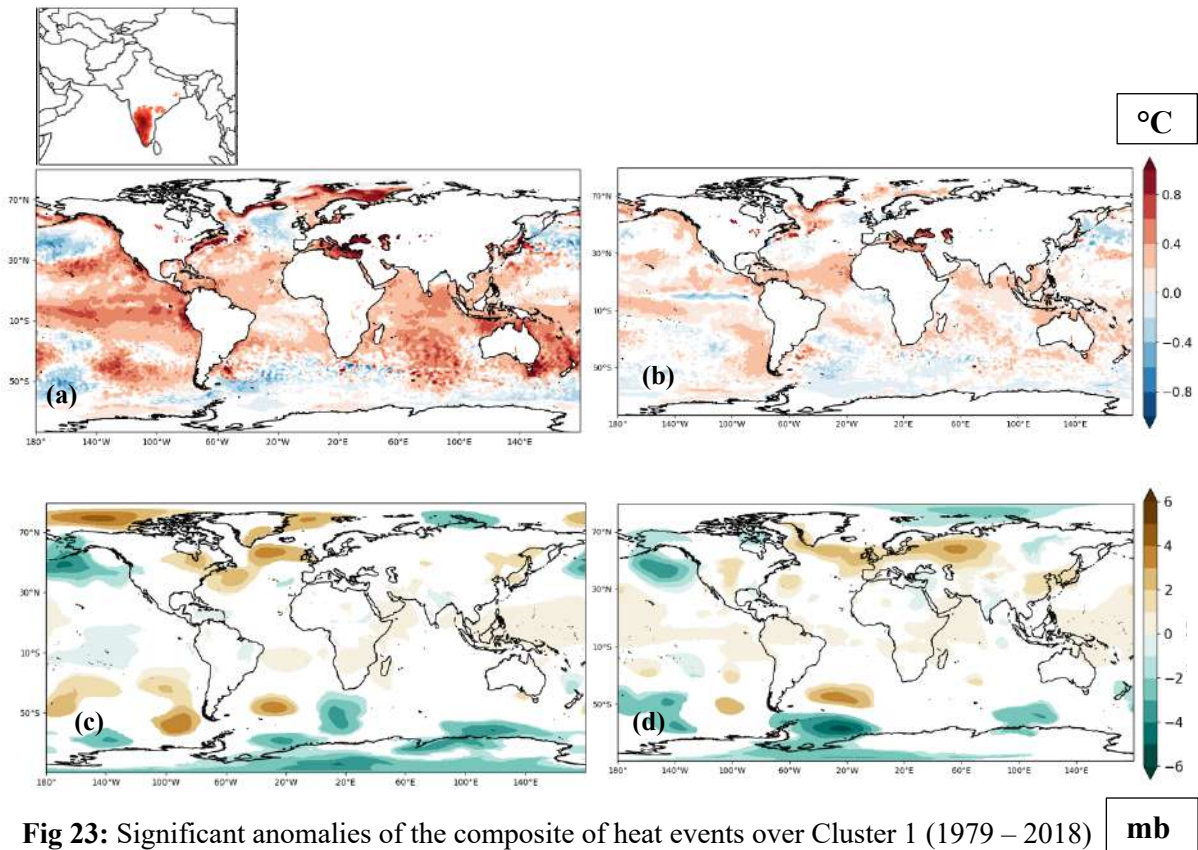 °C
0.8
0.4
0.0
−0.4
−0.8
70°N
30°N
10°S
50°S
(a)
180°
140°W
100°W
60°W
20°W
20°E
60°E
100°E
140°E
70°N
30°N
10°S
50°S
(b)
180°
140°W
100°W
60°W
20°W
20°E
60°E
100°E
140°E
70°N
30°N
10°S
50°S
(c)
180°
140°W
100°W
60°W
20°W
20°E
60°E
100°E
140°E
70°N
30°N
10°S
50°S
(d)
180°
140°W
100°W
60°W
20°W
20°E
60°E
100°E
140°E
6
4
2
0
−2
−4
−6
Fig 23: Significant anomalies of the composite of heat events over Cluster 1 (1979 – 2018)
mb